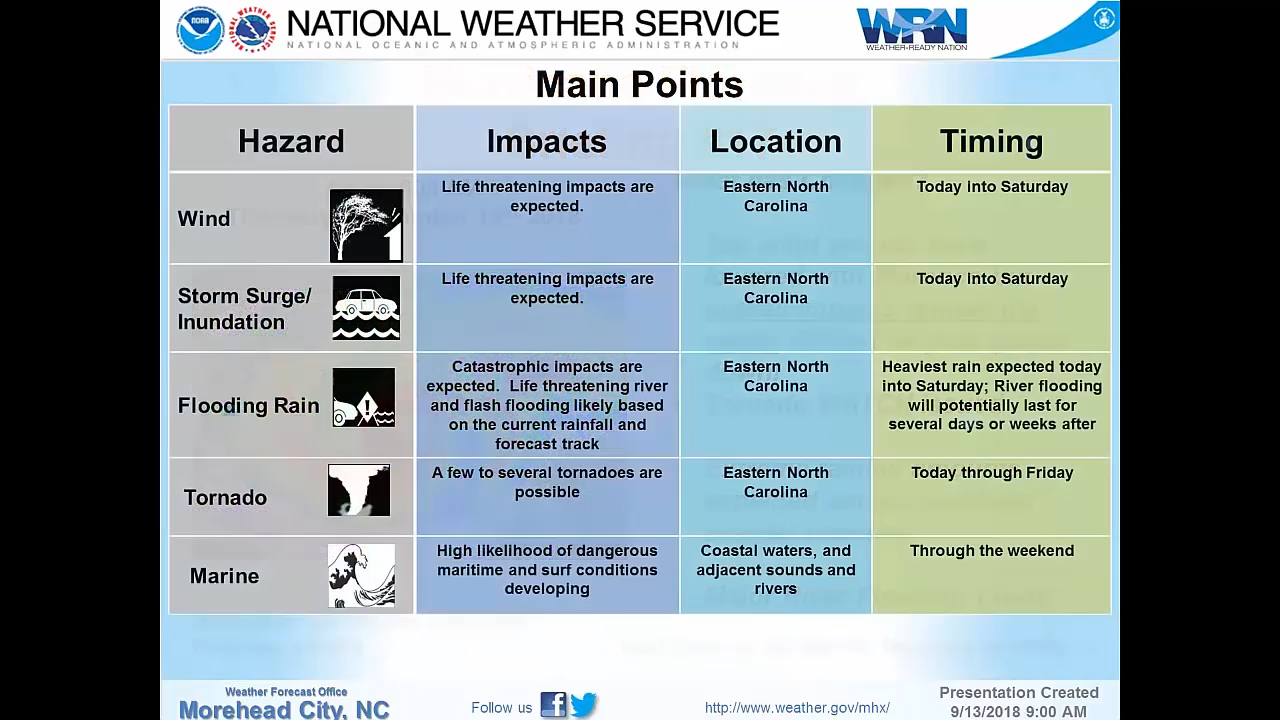 NOAA
NATIONAL WEATHER SERVICE
NATIONAL OCEANIC AND ATMOSPHERIC ADMINISTRATION
WRN
WEATHER-READY NATION
Main Points
Hazard
Impacts
Location
Timing
Wind
Life threatening impacts are
expected.
Eastern North
Carolina
Today into Saturday
Storm Surge/
Inundation
Life threatening impacts are
expected.
Eastern North
Carolina
Today into Saturday
Flooding Rain
Catastrophic impacts are
expected. Life threatening river
and flash flooding likely based
on the current rainfall and
forecast track
Eastern North
Carolina
Heaviest rain expected today
into Saturday; River flooding
will potentially last for
several days or weeks after
Tornado
A few to several tornadoes are
possible
Eastern North
Carolina
Today through Friday
Marine
High likelihood of dangerous
maritime and surf conditions
developing
Coastal waters, and
adjacent sounds and
rivers
Through the weekend
Weather Forecast Office
Morehead City, NC
Follow us
http://www.weather.gov/mhx/
Presentation Created
9/13/2018 9:00 AM